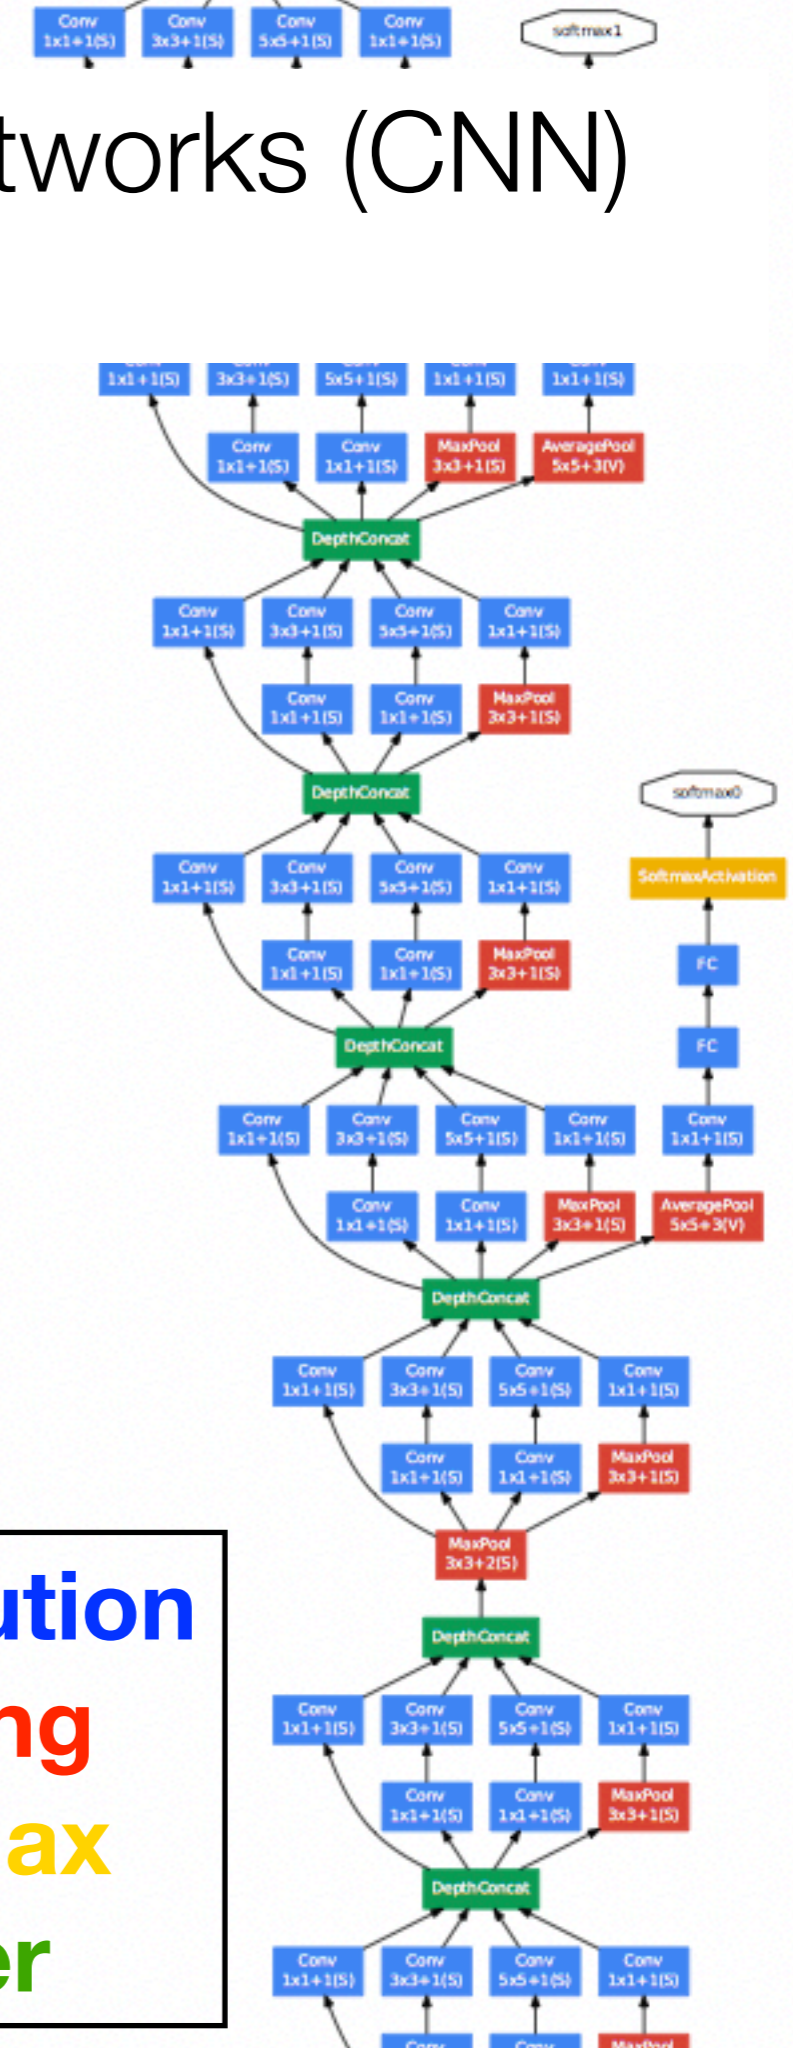 Conv Conv Conv Conv
1x1+1(S) 3x3+1(S) 5x5+1(S) 1x1+1(S)
softmax1
tworks (CNN)
1x1+1(S) 3x3+1(S) 5x5+1(S) 1x1+1(S) 1x1+1(S)
Conv Conv MaxPool AveragePool
1x1+1(S) 1x1+1(S) 3x3+1(S) 5x5+3(V)
DepthConcat
Conv Conv Conv Conv
1x1+1(S) 3x3+1(S) 5x5+1(S) 1x1+1(S)
Conv Conv MaxPool
1x1+1(S) 1x1+1(S) 3x3+1(S)
DepthConcat
softmax0
Conv Conv Conv Conv
1x1+1(S) 3x3+1(S) 5x5+1(S) 1x1+1(S)
SoftmaxActivation
Conv Conv MaxPool
1x1+1(S) 1x1+1(S) 3x3+1(S)
FC
DepthConcat
FC
Conv Conv Conv Conv Conv
1x1+1(S) 3x3+1(S) 5x5+1(S) 1x1+1(S) 1x1+1(S)
Conv Conv MaxPool AveragePool
1x1+1(S) 1x1+1(S) 3x3+1(S) 5x5+3(V)
DepthConcat
Conv Conv Conv Conv
1x1+1(S) 3x3+1(S) 5x5+1(S) 1x1+1(S)
Conv Conv MaxPool
1x1+1(S) 1x1+1(S) 3x3+1(S)
MaxPool
3x3+2(S)
DepthConcat
Conv Conv Conv Conv
1x1+1(S) 3x3+1(S) 5x5+1(S) 1x1+1(S)
Conv Conv MaxPool
1x1+1(S) 1x1+1(S) 3x3+1(S)
DepthConcat
Conv Conv Conv Conv
1x1+1(S) 3x3+1(S) 5x5+1(S) 1x1+1(S)
Conv Conv MaxPool
ution
ng
ax
er